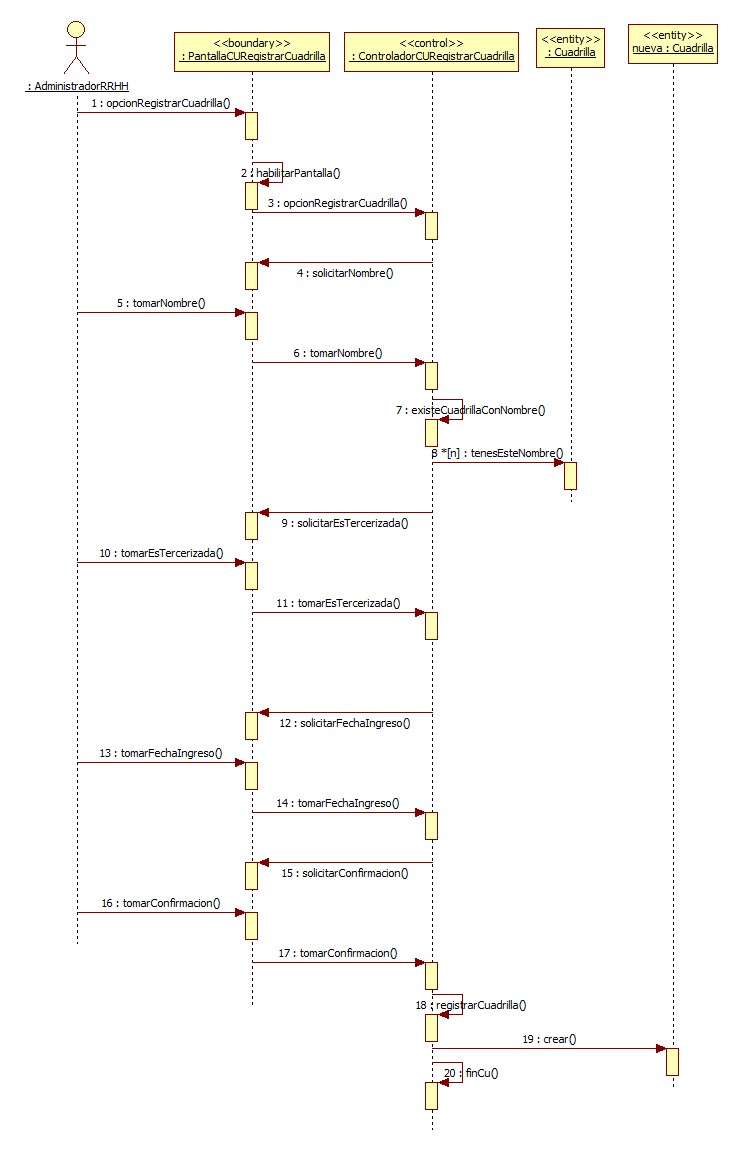 <<boundary>>
: PantallaCURegistrarCuadrilla
<<control>>
: ControladorCURegistrarCuadrilla
<<entity>>
: Cuadrilla
<<entity>>
nueva : Cuadrilla
: AdministradorRRHH
1 : opcionRegistrarCuadrilla()
2 : habilitarPantalla()
3 : opcionRegistrarCuadrilla()
4 : solicitarNombre()
5 : tomarNombre()
6 : tomarNombre()
7 : existeCuadrillaConNombre()
8 *[n] : tenesEsteNombre()
9 : solicitarEsTercerizada()
10 : tomarEsTercerizada()
11 : tomarEsTercerizada()
12 : solicitarFechaIngreso()
13 : tomarFechaIngreso()
14 : tomarFechaIngreso()
15 : solicitarConfirmacion()
16 : tomarConfirmacion()
17 : tomarConfirmacion()
18 : registrarCuadrilla()
19 : crear()
20 : finCu()